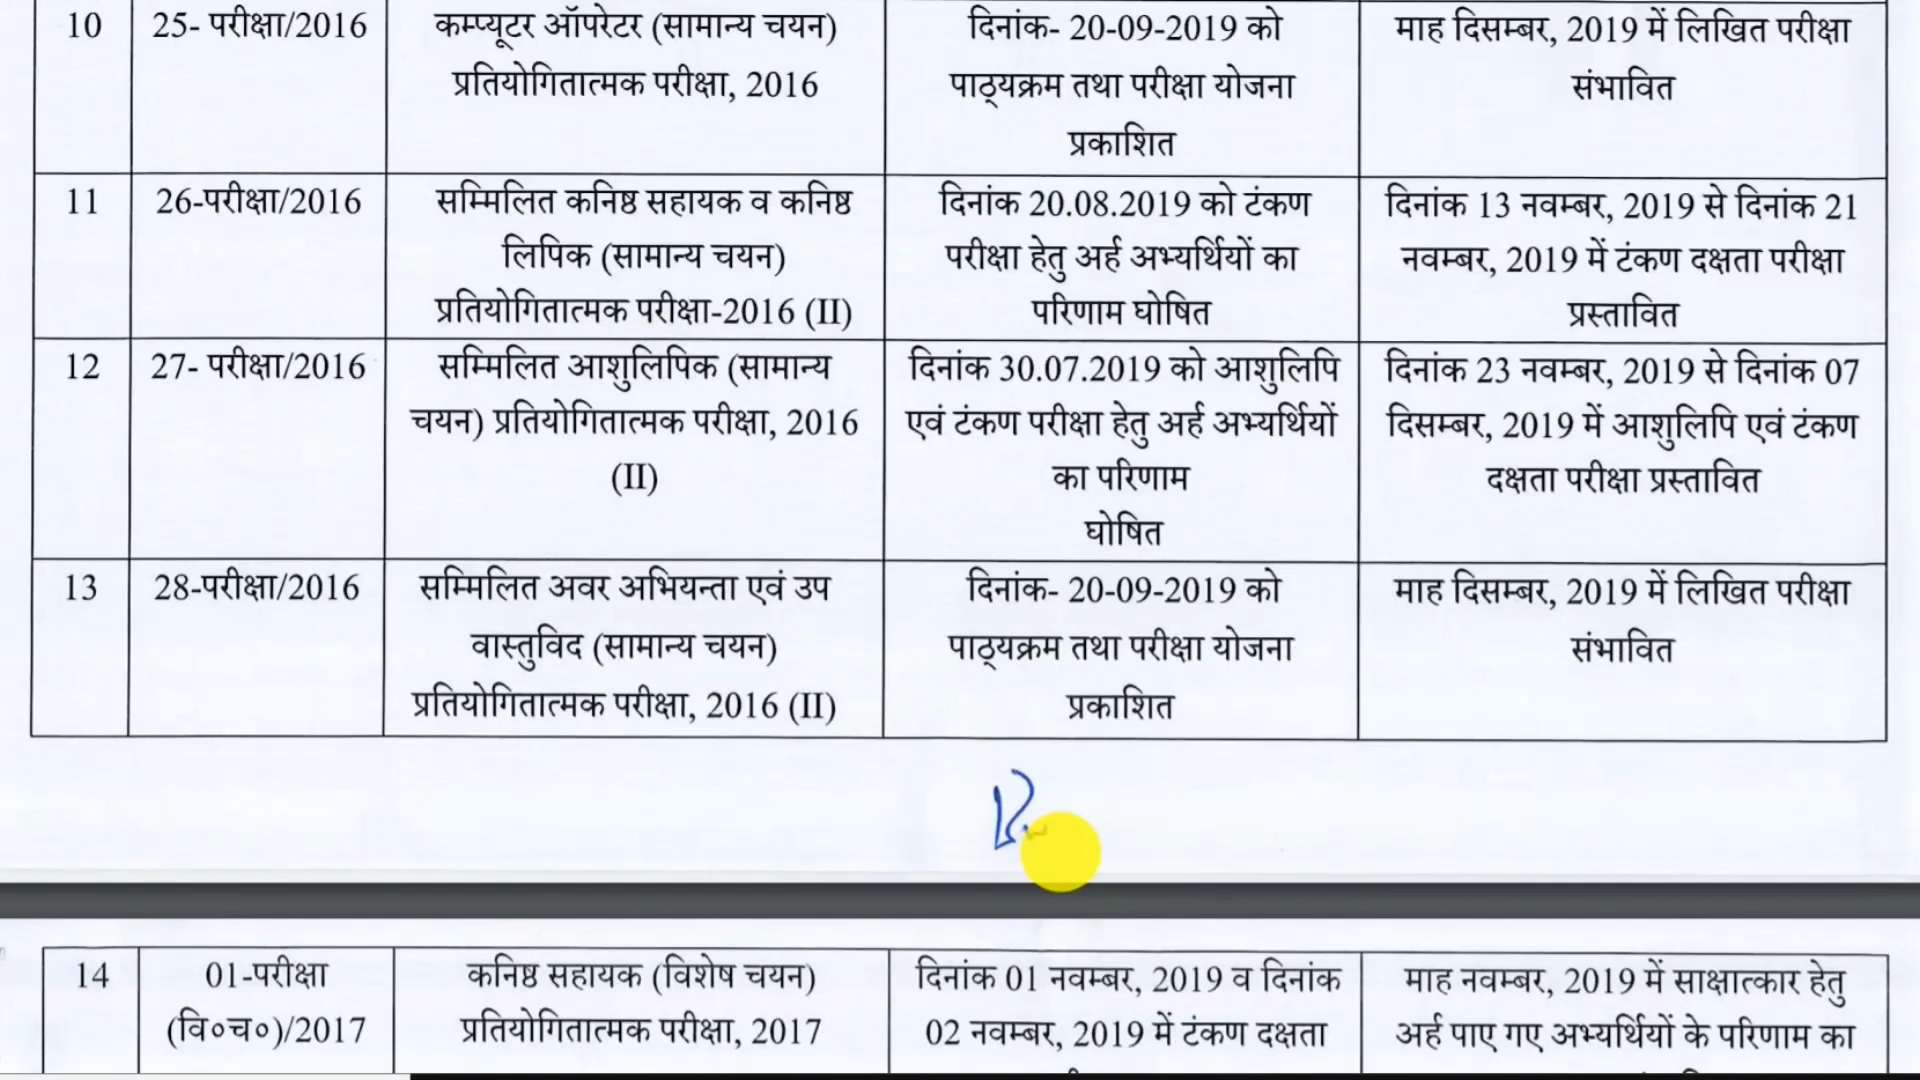 10
25- परीक्षा/2016
कम्प्यूटर ऑपरेटर (सामान्य चयन)
प्रतियोगितात्मक परीक्षा, 2016
दिनांक- 20-09-2019 को
पाठ्यक्रम तथा परीक्षा योजना
प्रकाशित
माह दिसम्बर, 2019 में लिखित परीक्षा
संभावित
11
26-परीक्षा/2016
सम्मिलित कनिष्ठ सहायक व कनिष्ठ
लिपिक (सामान्य चयन)
प्रतियोगितात्मक परीक्षा-2016 (II)
दिनांक 20.08.2019 को टंकण
परीक्षा हेतु अर्ह अभ्यर्थियों का
परिणाम घोषित
दिनांक 13 नवम्बर, 2019 से दिनांक 21
नवम्बर, 2019 में टंकण दक्षता परीक्षा
प्रस्तावित
12
27- परीक्षा/2016
सम्मिलित आशुलिपिक (सामान्य
चयन) प्रतियोगितात्मक परीक्षा, 2016
(II)
दिनांक 30.07.2019 को आशुलिपि
एवं टंकण परीक्षा हेतु अर्ह अभ्यर्थियों
का परिणाम
घोषित
दिनांक 23 नवम्बर, 2019 से दिनांक 07
दिसम्बर, 2019 में आशुलिपि एवं टंकण
दक्षता परीक्षा प्रस्तावित
13
28-परीक्षा/2016
सम्मिलित अवर अभियन्ता एवं उप
वास्तुविद (सामान्य चयन)
प्रतियोगितात्मक परीक्षा, 2016 (II)
दिनांक- 20-09-2019 को
पाठ्यक्रम तथा परीक्षा योजना
प्रकाशित
माह दिसम्बर, 2019 में लिखित परीक्षा
संभावित
14
01-परीक्षा
(वि०च०)/2017
कनिष्ठ सहायक (विशेष चयन)
प्रतियोगितात्मक परीक्षा, 2017
दिनांक 01 नवम्बर, 2019 व दिनांक
02 नवम्बर, 2019 में टंकण दक्षता
माह नवम्बर, 2019 में साक्षात्कार हेतु
अर्ह पाए गए अभ्यर्थियों के परिणाम का